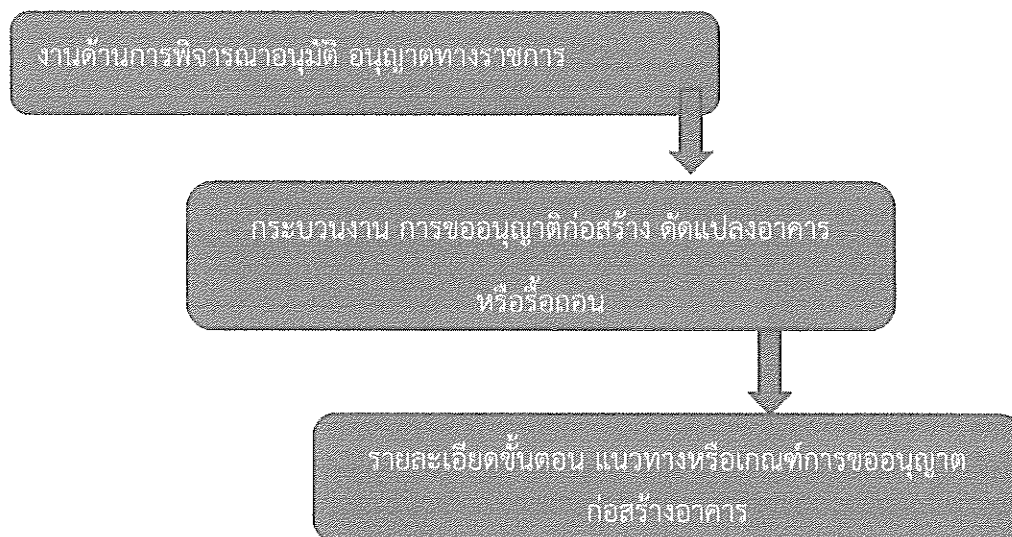 งานด้านการพิจารณาอนุมัติ อนุญาตทางราชการ
กระบวนงาน การขออนุญาติก่อสร้าง ดัดแปลงอาคาร
หรือรื้อถอน
รายละเอียดขั้นตอน แนวทางหรือเกณฑ์การขออนุญาต
ก่อสร้างอาคาร